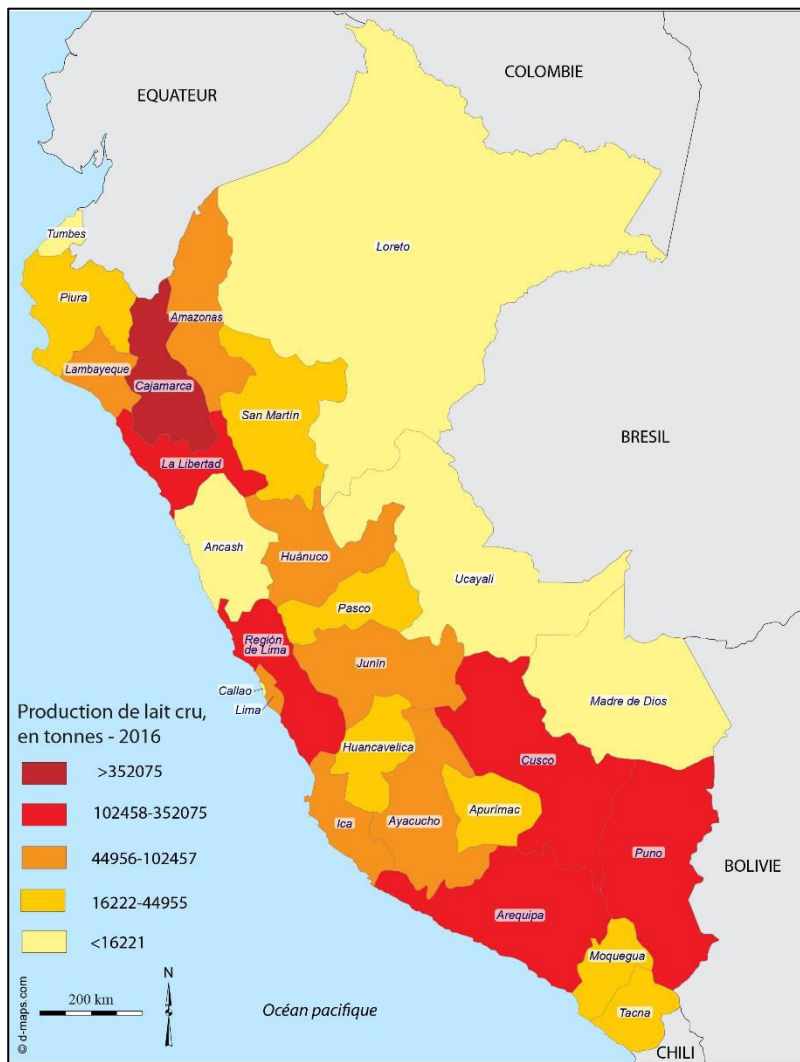 COLOMBIE
EQUATEUR
Tumbes
Loreto
Piura
Amazonas
Lambayeque
Cajamarca
San Martín
BRESIL
La Libertad
Ancash
Huánuco
Ucayali
Pasco
Región
de Lima
Junín
Callao
Lima
Madre de Dios
Huancavelica
Cusco
Apurímac
Ica
Ayacucho
Puno
BOLIVIE
Arequipa
Moquegua
Tacna
CHILI
Océan pacifique
Production de lait cru,
en tonnes - 2016
>352075
102458-352075
44956-102457
16222-44955
<16221
200 km
N
© d-maps.com